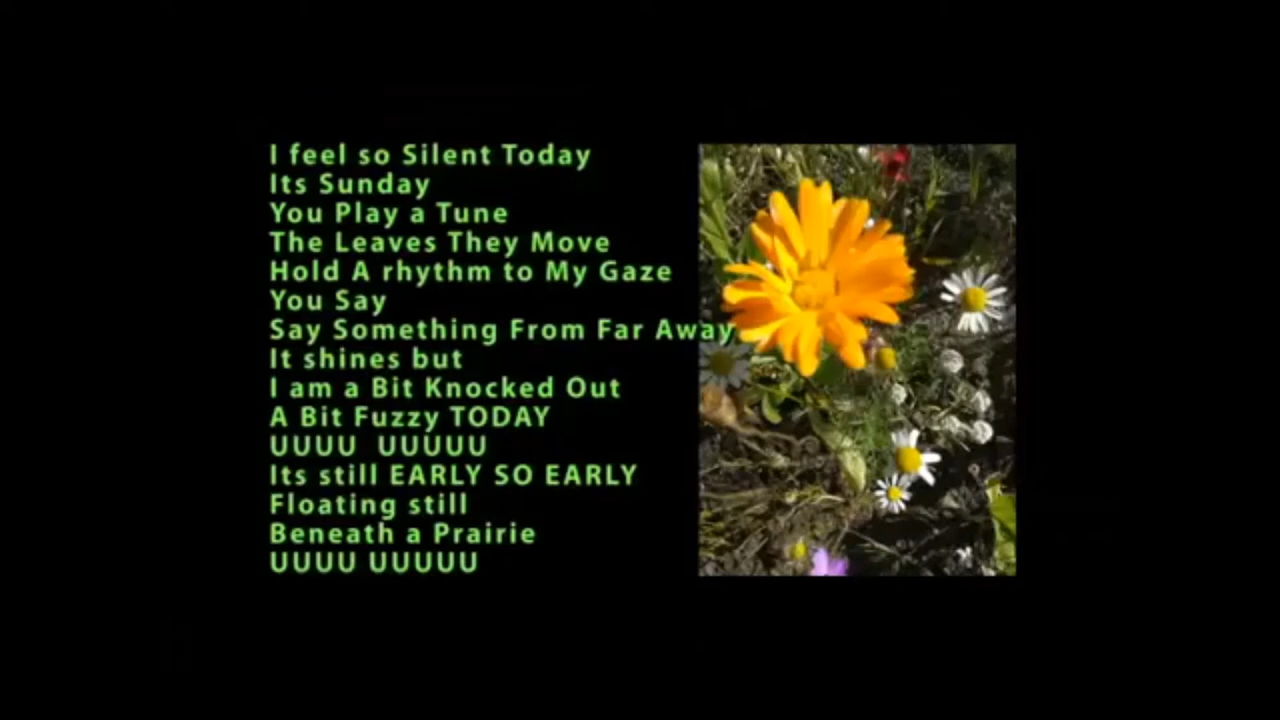 I feel so Silent Today
Its Sunday
You Play a Tune
The Leaves They Move
Hold A rhythm to My Gaze
You Say
Say Something From Far Away
It shines but
I am a Bit Knocked Out
A Bit Fuzzy TODAY
UUUU  UUUUU
Its still EARLY SO EARLY
Floating still
Beneath a Prairie
UUUU UUUUU